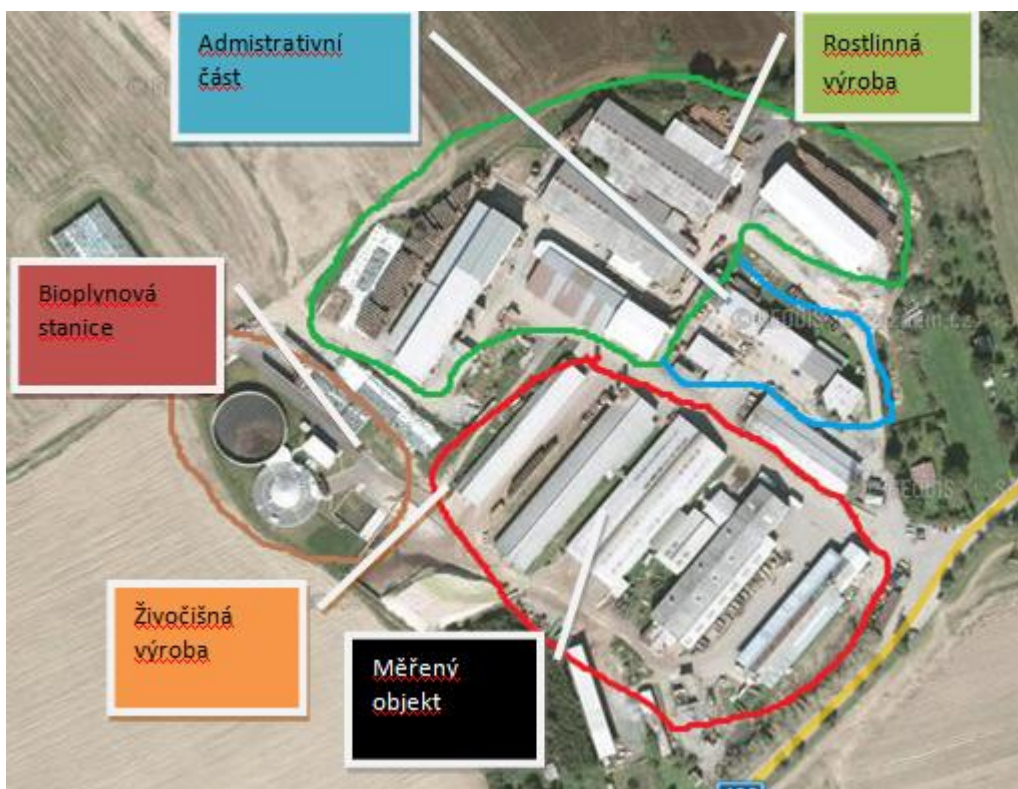 Admistrativní
část
Rostlinná
výroba
Bioplynová
stanice
Živočišná
výroba
Měřený
objekt